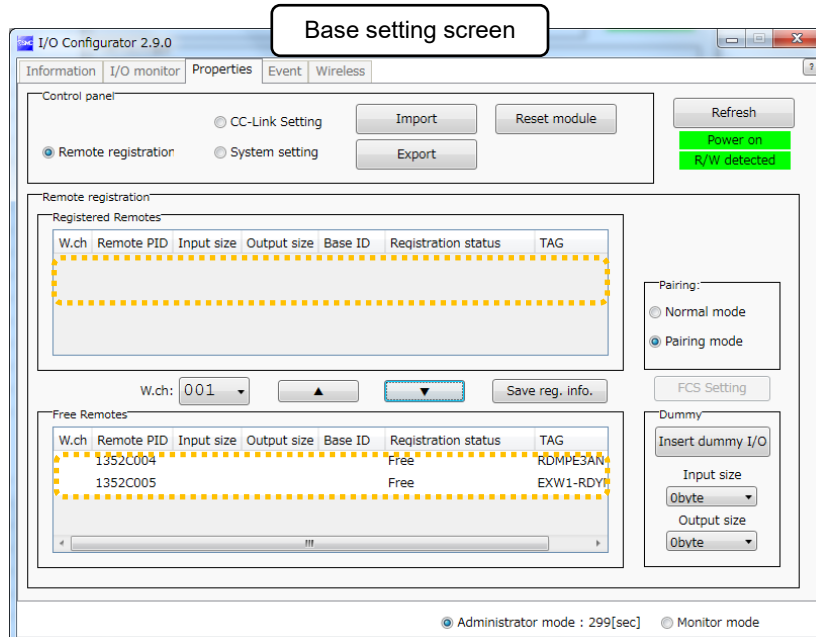 Base setting screen
I/O Configurator 2.9.0
Information I/O monitor Properties Event Wireless
?
Control panel
Remote registration
CC-Link Setting
System setting
Import
Export
Reset module
Refresh
Power on
R/W detected
Remote registration
Registered Remotes
W.ch Remote PID Input size Output size Base ID Registration status TAG
Pairing:
Normal mode
Pairing mode
W.ch: 001 ▲ ▼ Save reg. info.
FCS Setting
Free Remotes
W.ch Remote PID Input size Output size Base ID Registration status TAG
1352C004 Free RDMPE3AN
1352C005 Free
Dummy
Insert dummy I/O
Input size
0byte
Output size
0byte
Administrator mode : 299[sec] Monitor mode